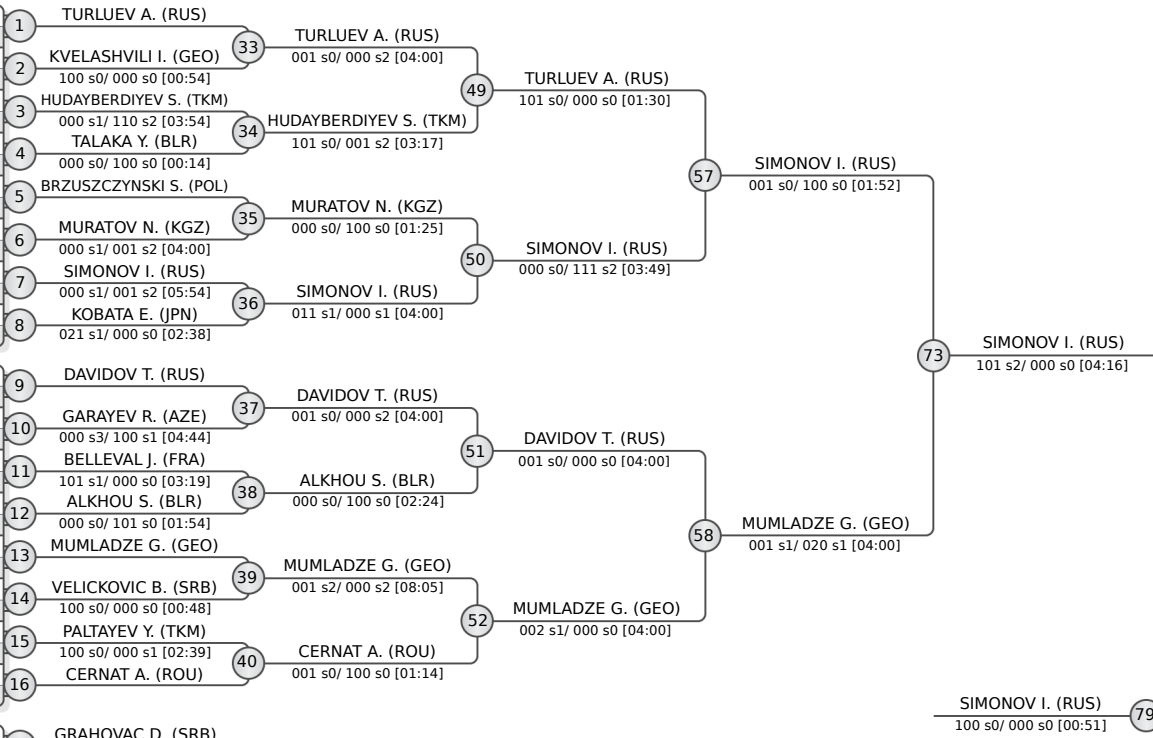 1
TURLUEV A. (RUS)
2
KVELASHVILI I. (GEO)
100 s0/ 000 s0 [00:54]
3
HUDAYBERDIYEV S. (TKM)
000 s1/ 110 s2 [03:54]
4
TALAKA Y. (BLR)
000 s0/ 100 s0 [00:14]
5
BRZUSZCZYNSKI S. (POL)
6
MURATOV N. (KGZ)
000 s1/ 001 s2 [04:00]
7
SIMONOV I. (RUS)
000 s1/ 001 s2 [05:54]
8
KOBATA E. (JPN)
021 s1/ 000 s0 [02:38]
9
DAVIDOV T. (RUS)
10
GARAYEV R. (AZE)
000 s3/ 100 s1 [04:44]
11
BELLEVAL J. (FRA)
101 s1/ 000 s0 [03:19]
12
ALKHOU S. (BLR)
000 s0/ 101 s0 [01:54]
13
MUMLADZE G. (GEO)
14
VELICKOVIC B. (SRB)
100 s0/ 000 s0 [00:48]
15
PALTAYEV Y. (TKM)
100 s0/ 000 s1 [02:39]
16
CERNAT A. (ROU)
GRAHOVAC D. (SRB)
33
TURLUEV A. (RUS)
001 s0/ 000 s2 [04:00]
34
HUDAYBERDIYEV S. (TKM)
101 s0/ 001 s2 [03:17]
35
MURATOV N. (KGZ)
000 s0/ 100 s0 [01:25]
36
SIMONOV I. (RUS)
011 s1/ 000 s1 [04:00]
37
DAVIDOV T. (RUS)
001 s0/ 000 s2 [04:00]
38
ALKHOU S. (BLR)
000 s0/ 100 s0 [02:24]
39
MUMLADZE G. (GEO)
001 s2/ 000 s2 [08:05]
40
CERNAT A. (ROU)
001 s0/ 100 s0 [01:14]
49
TURLUEV A. (RUS)
101 s0/ 000 s0 [01:30]
50
SIMONOV I. (RUS)
000 s0/ 111 s2 [03:49]
51
DAVIDOV T. (RUS)
001 s0/ 000 s0 [04:00]
52
MUMLADZE G. (GEO)
002 s1/ 000 s0 [04:00]
57
SIMONOV I. (RUS)
001 s0/ 100 s0 [01:52]
58
MUMLADZE G. (GEO)
001 s1/ 020 s1 [04:00]
73
SIMONOV I. (RUS)
101 s2/ 000 s0 [04:16]
SIMONOV I. (RUS)
100 s0/ 000 s0 [00:51]
79